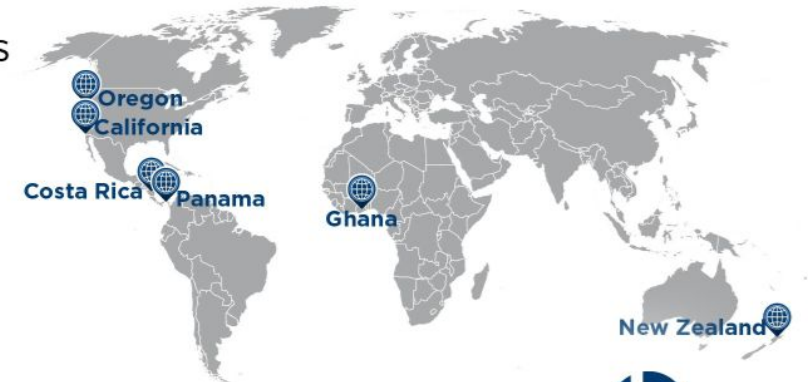 s
Oregon
California
Costa Rica
Panama
Ghana
New Zealand